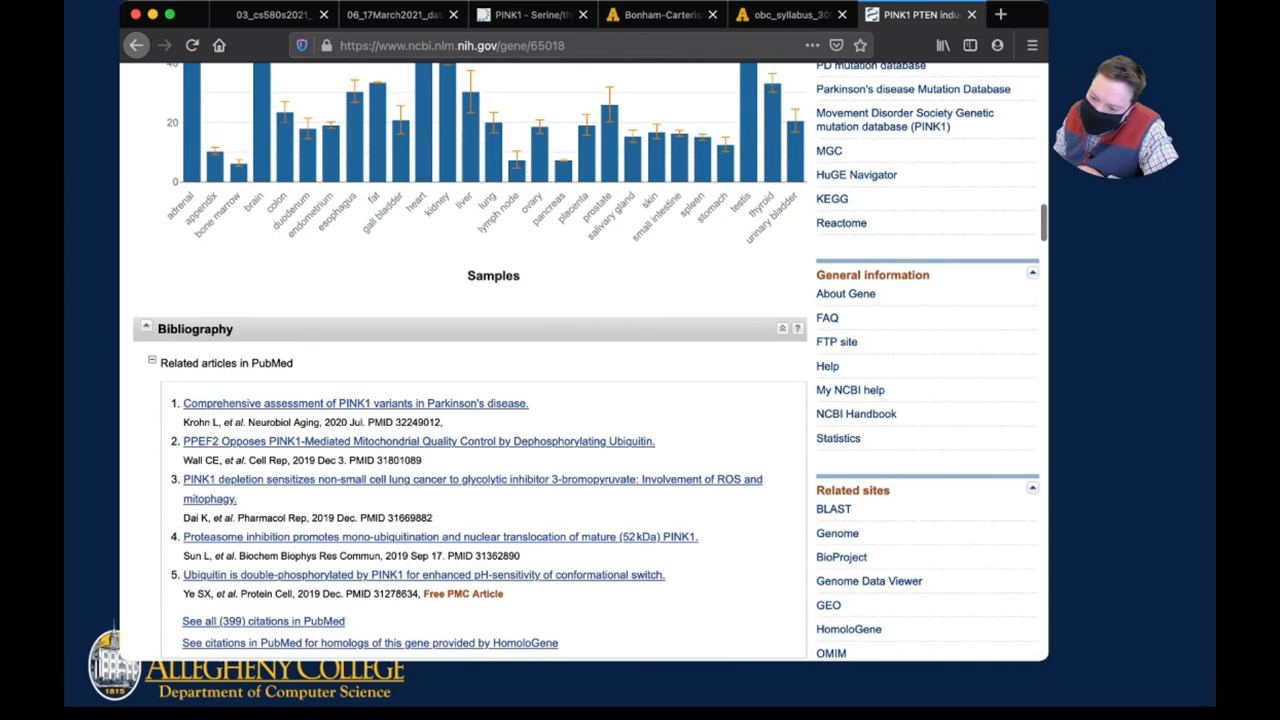 03_cs580s2021_
06_17March2021_dat
PINK1 - Serine/th
Bonham-Carteris
obc_syllabus_30
PINK1 PTEN indu
https://www.ncbi.nlm.nih.gov/gene/65018
40
20
0
adrenal
appendix
bone marrow
brain
colon
duodenum
endometrium
esophagus
fat
gall bladder
heart
kidney
liver
lung
lymph node
ovary
pancreas
placenta
prostate
salivary gland
skin
small intestine
spleen
stomach
testis
thyroid
urinary bladder
Samples
Bibliography
?
Related articles in PubMed
1. Comprehensive assessment of PINK1 variants in Parkinson's disease.
Krohn L, et al. Neurobiol Aging, 2020 Jul. PMID 32249012,
2. PPEF2 Opposes PINK1-Mediated Mitochondrial Quality Control by Dephosphorylating Ubiquitin.
Wall CE, et al. Cell Rep, 2019 Dec 3. PMID 31801089
3. PINK1 depletion sensitizes non-small cell lung cancer to glycolytic inhibitor 3-bromopyruvate: Involvement of ROS and
mitophagy.
Dai K, et al. Pharmacol Rep, 2019 Dec. PMID 31669882
4. Proteasome inhibition promotes mono-ubiquitination and nuclear translocation of mature (52 kDa) PINK1.
Sun L, et al. Biochem Biophys Res Commun, 2019 Sep 17. PMID 31362890
5. Ubiquitin is double-phosphorylated by PINK1 for enhanced pH-sensitivity of conformational switch.
Ye SX, et al. Protein Cell, 2019 Dec. PMID 31278634, Free PMC Article
See all (399) citations in PubMed
See citations in PubMed for homologs of this gene provided by HomoloGene
PD mutation database
Parkinson's disease Mutation Database
Movement Disorder Society Genetic
mutation database (PINK1)
MGC
HuGE Navigator
KEGG
Reactome
General information
About Gene
FAQ
FTP site
Help
My NCBI help
NCBI Handbook
Statistics
Related sites
BLAST
Genome
BioProject
Genome Data Viewer
GEO
HomoloGene
OMIM
1815
ALLEGHENY COLLEGE
Department of Computer Science